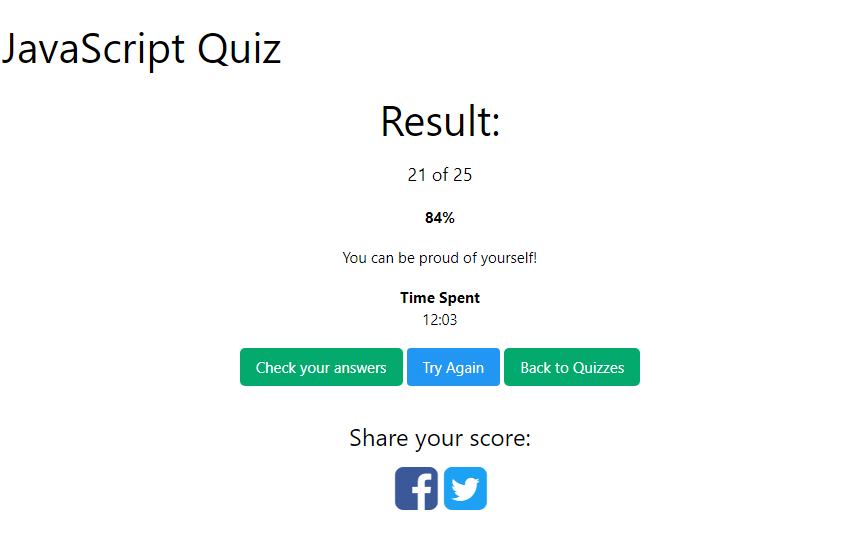 JavaScript Quiz
Result:
21 of 25
84%
You can be proud of yourself!
Time Spent
12:03
Check your answers Try Again Back to Quizzes
Share your score: